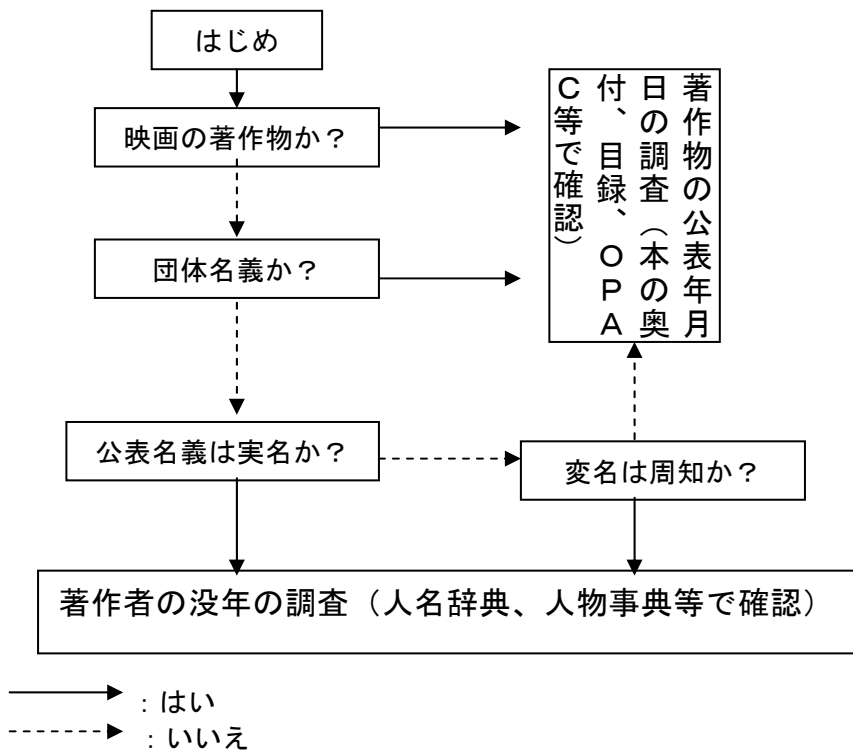 はじめ
映画の著作物か？
著作物の公表年月
日の調査（本の奥
付、目録、ＯＰＡ
Ｃ等で確認）
団体名義か？
公表名義は実名か？
変名は周知か？
著作者の没年の調査（人名辞典、人物事典等で確認）
：はい
：いいえ